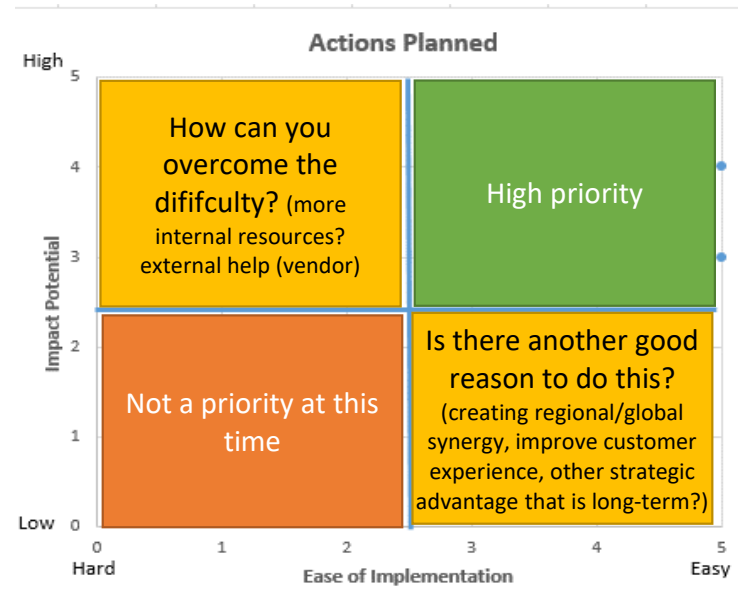 Actions Planned
High
5
4
3
2
1
0
Low
Impact Potential
How can you
overcome the
dififculty? (more
internal resources?
external help (vendor)
High priority
Not a priority at this
time
Is there another good
reason to do this?
(creating regional/global
synergy, improve customer
experience, other strategic
advantage that is long-term?)
0 1 2 3 4 5
Hard
Ease of Implementation
Easy